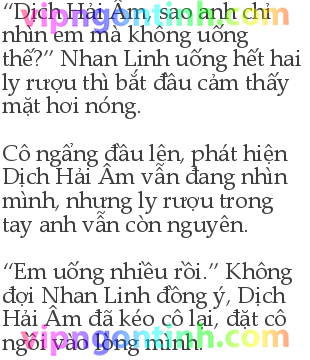 vipngontinh.com
“Dịch Hải Âm, sao anh chỉ
nhìn em mà không uống
thế?” Nhan Linh uống hết hai
ly rượu thì bắt đầu cảm thấy
mặt hơi nóng.
Cô ngẩng đầu lên, phát hiện
Dịch Hải Âm vẫn đang nhìn
mình, nhưng ly rượu trong
tay anh vẫn còn nguyên.
“Em uống nhiều rồi.” Không
đợi Nhan Linh đồng ý, Dịch
Hải Âm đã kéo cô lại, đặt cô
ngồi vào lòng mình.
vipngontinh.com